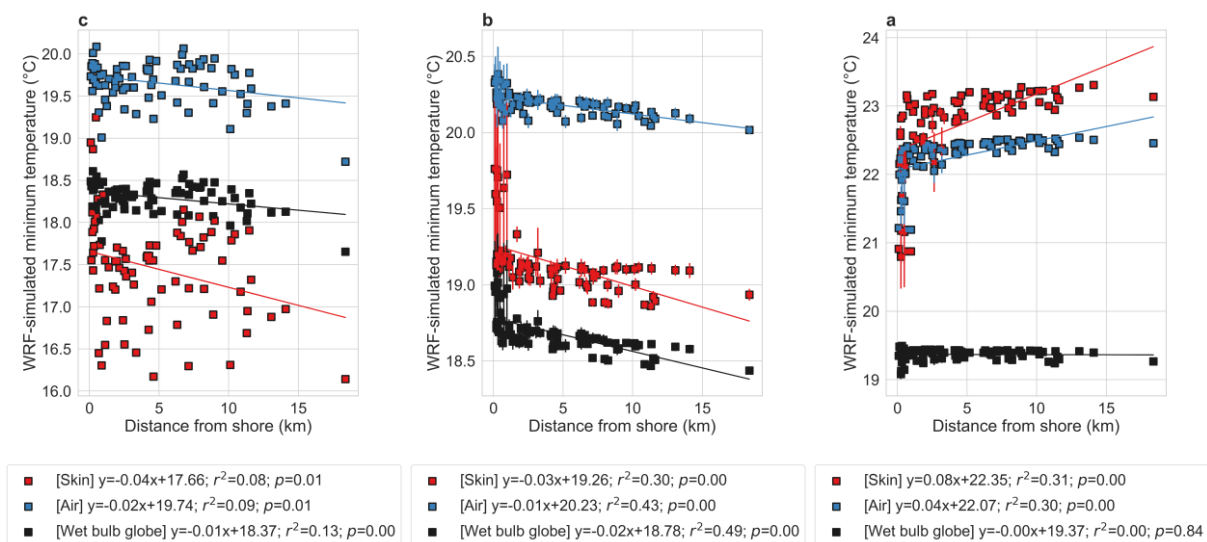 c
WRF-simulated minimum temperature (°C)
20.0
19.5
19.0
18.5
18.0
17.5
17.0
16.5
16.0
0 5 10 15
Distance from shore (km)
[Skin] y=-0.04x+17.66; r²=0.08; p=0.01
[Air] y=-0.02x+19.74; r²=0.09; p=0.01
[Wet bulb globe] y=-0.01x+18.37; r²=0.13; p=0.00
b
WRF-simulated minimum temperature (°C)
20.5
20.0
19.5
19.0
18.5
0 5 10 15
Distance from shore (km)
[Skin] y=-0.03x+19.26; r²=0.30; p=0.00
[Air] y=-0.01x+20.23; r²=0.43; p=0.00
[Wet bulb globe] y=-0.02x+18.78; r²=0.49; p=0.00
a
WRF-simulated minimum temperature (°C)
24
23
22
21
20
19
0 5 10 15
Distance from shore (km)
[Skin] y=0.08x+22.35; r²=0.31; p=0.00
[Air] y=0.04x+22.07; r²=0.30; p=0.00
[Wet bulb globe] y=-0.00x+19.37; r²=0.00; p=0.84